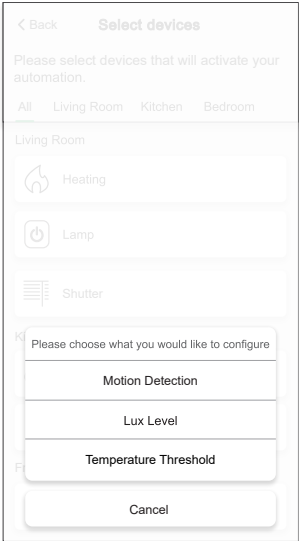 Back
Select devices
Please select devices that will activate your
automation.
All Living Room Kitchen Bedroom
Living Room
Heating
Lamp
Shutter
Please choose what you would like to configure
Motion Detection
Lux Level
Temperature Threshold
Cancel